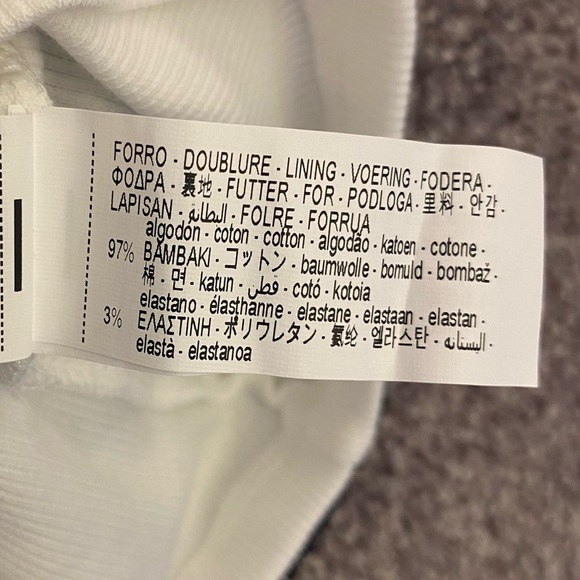 FORRO - DOUBLURE - LINING - VOERING - FODERA -
ΦΟΔΡΑ - 裏地 - FUTTER - FOR - PODLOGA - 里料 - 안감 -
LAPISAN - البطانة - FOLRE - FORRUA
algodón - coton - cotton - algodão - katoen - cotone -
97% BAMBAKI - コットン - baumwolle - bomuld - bombaž -
棉 - 면 - katun - قطن - cotó - kotoia
elastano - élasthanne - elastane - elastaan - elastan -
3% ΕΛΑΣΤΙΝΗ - ポリウレタン - 氨纶 - 엘라스탄 - اليستانه -
elastà - elastanoa